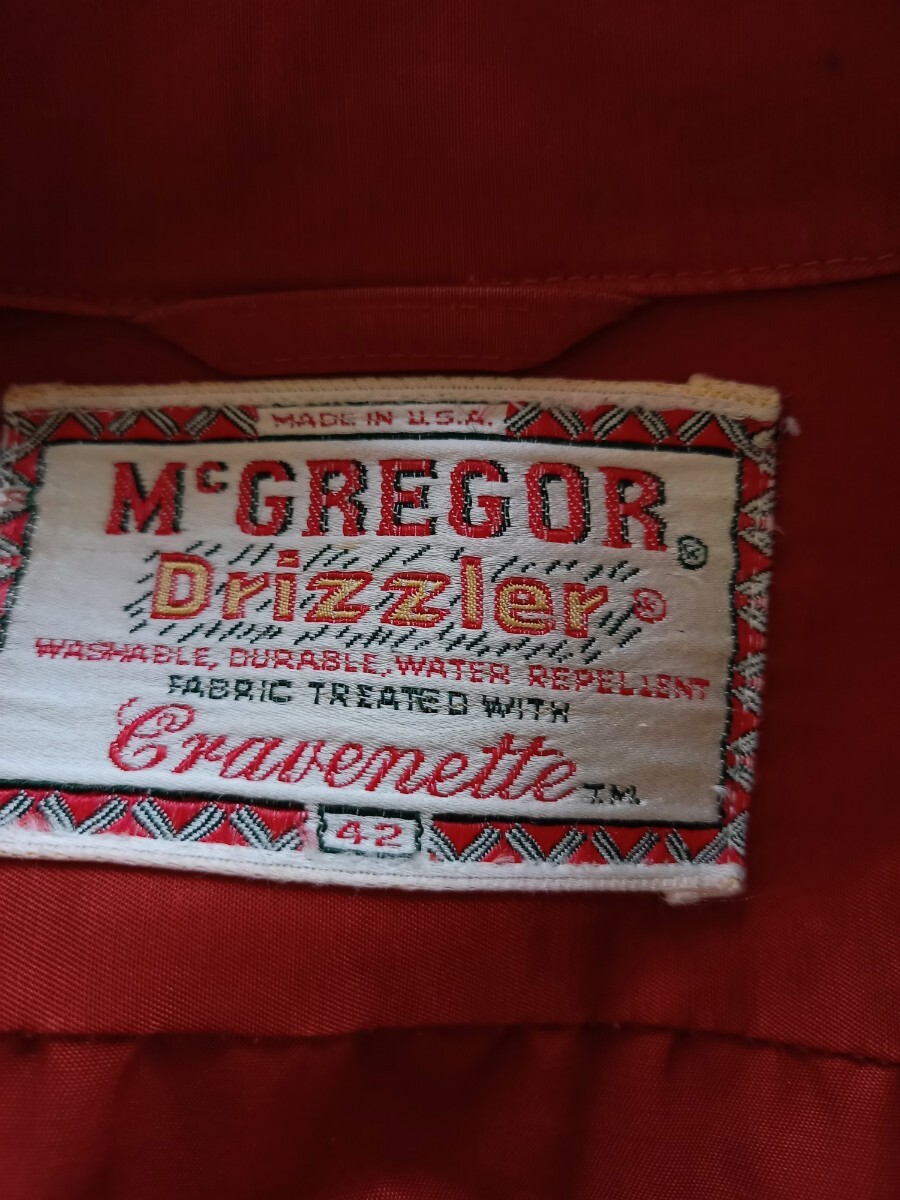 MADE IN U.S.A.
McGREGOR®
Drizzler®
WASHABLE, DURABLE, WATER REPELLENT
FABRIC TREATED WITH
Cravenette T.M.
42